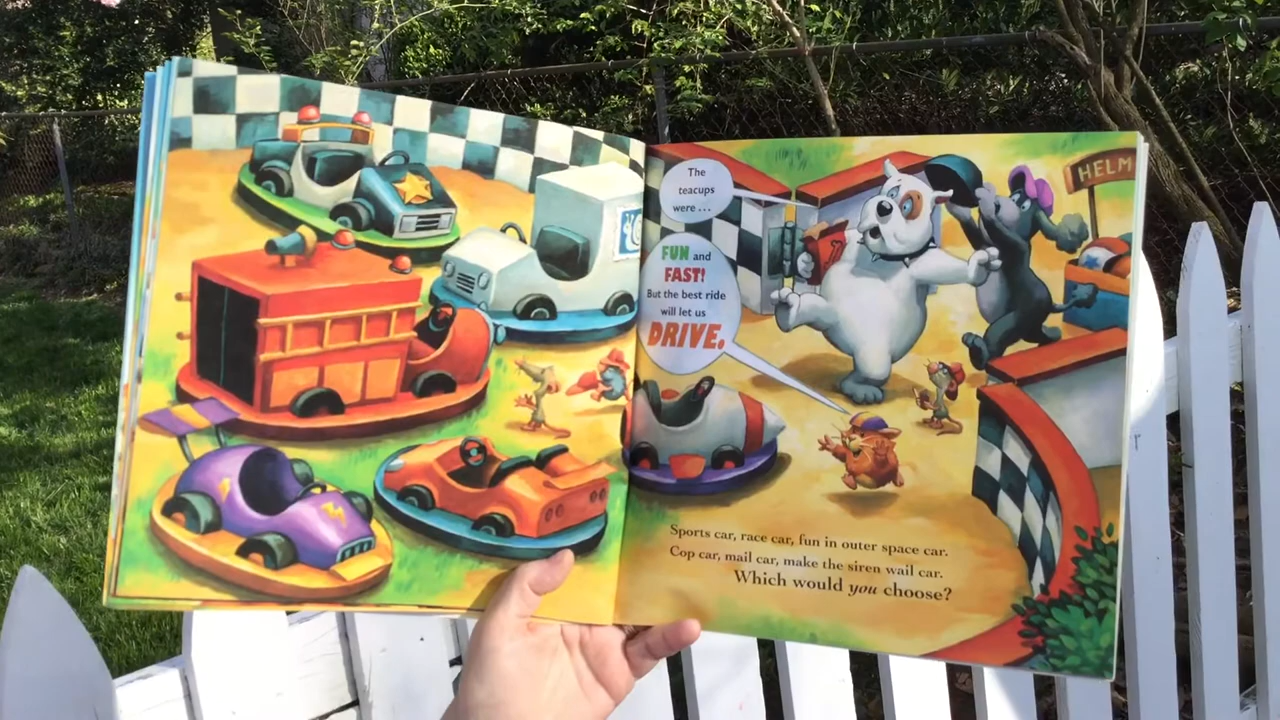 The
teacups
were ...
FUN and
FAST!
But the best ride
will let us
DRIVE.
HELM
Sports car, race car, fun in outer space car.
Cop car, mail car, make the siren wail car.
Which would you choose?